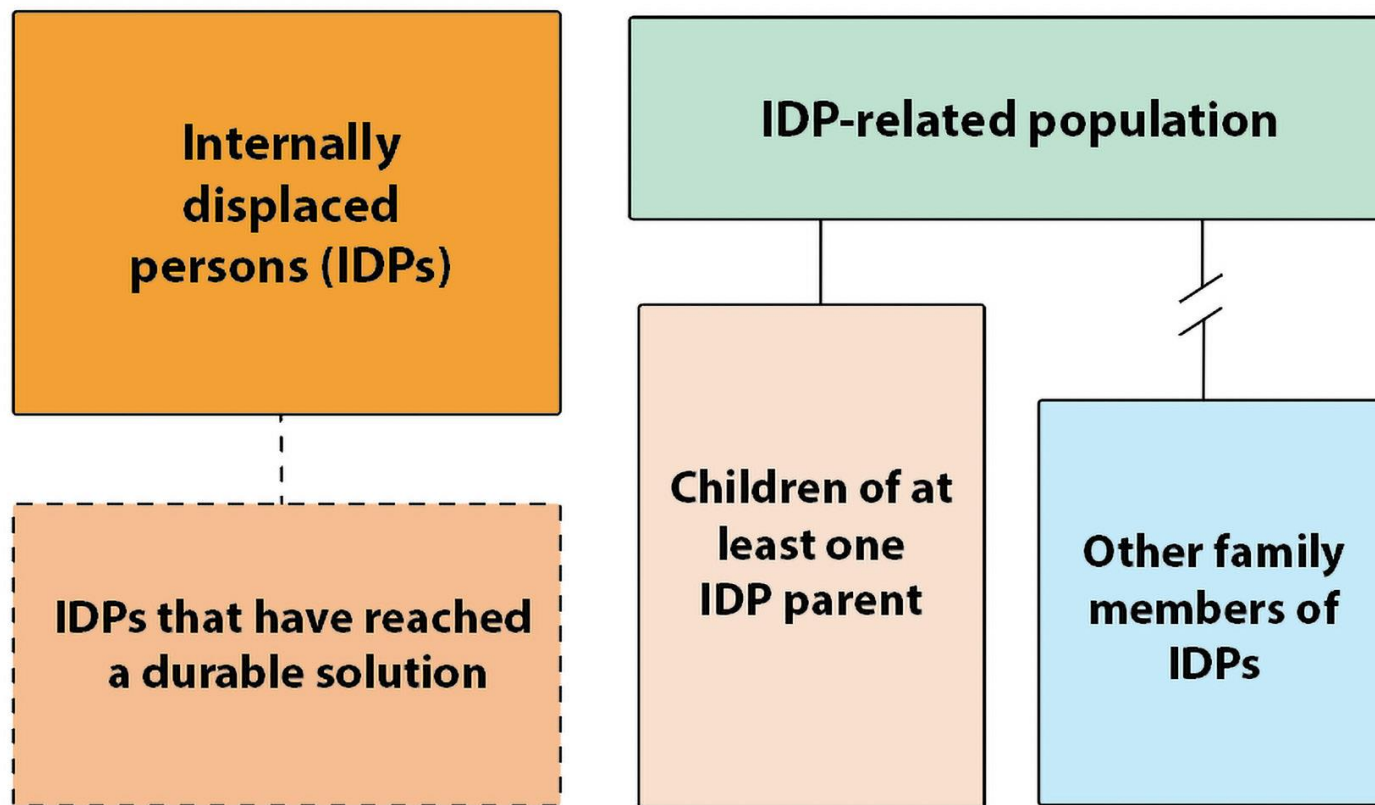 Internally
displaced
persons (IDPs)
IDPs that have reached
a durable solution
IDP-related population
Children of at
least one
IDP parent
Other family
members of
IDPs